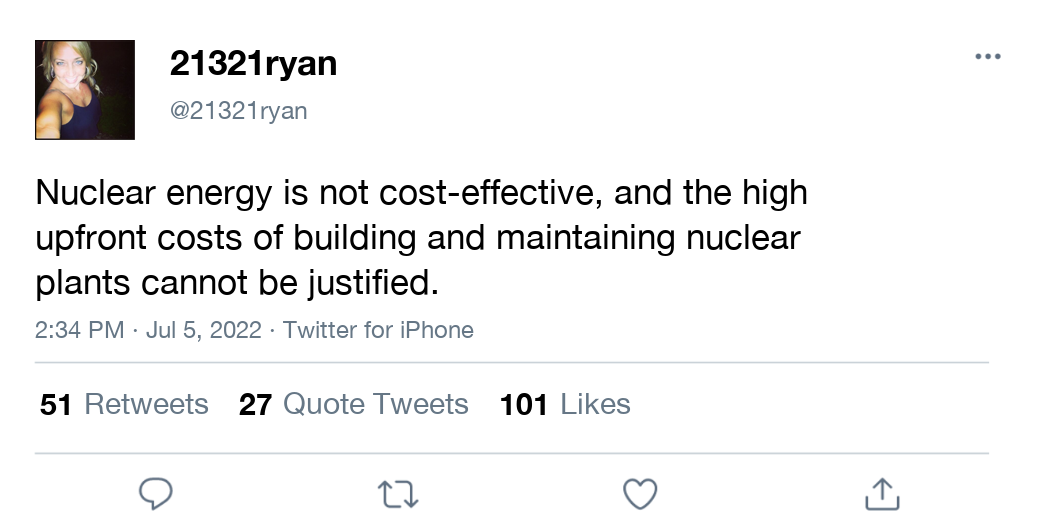 21321ryan
@21321ryan
Nuclear energy is not cost-effective, and the high
upfront costs of building and maintaining nuclear
plants cannot be justified.
2:34 PM · Jul 5, 2022 · Twitter for iPhone
51 Retweets 27 Quote Tweets 101 Likes